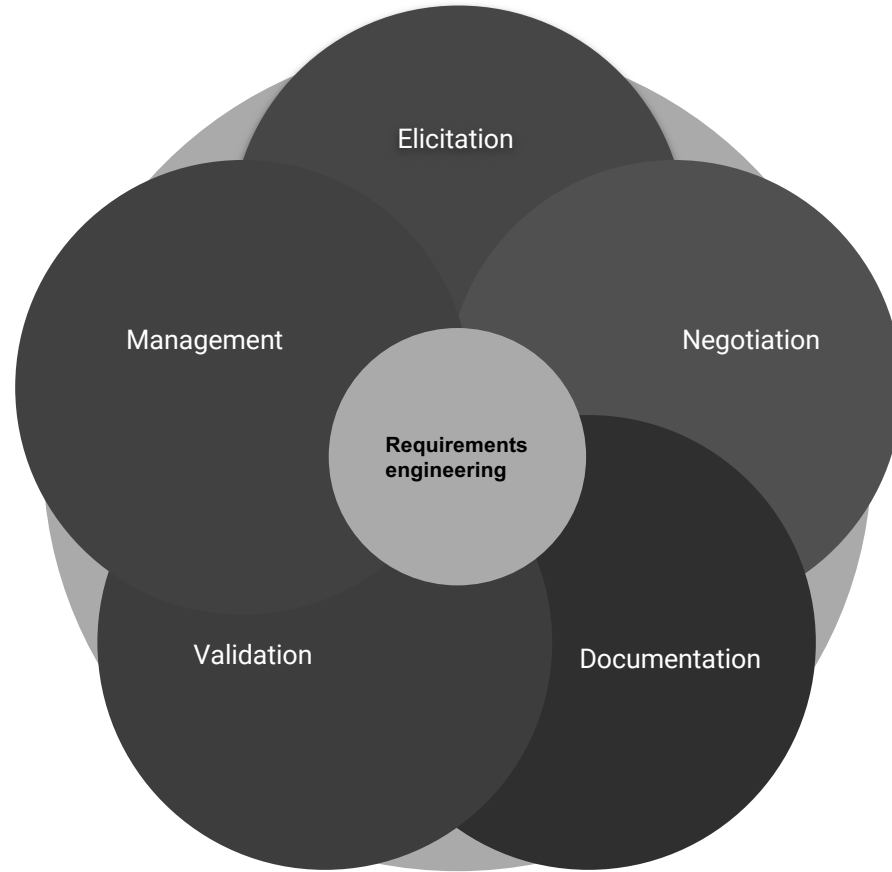 Elicitation
Management
Negotiation
Requirements
engineering
Validation
Documentation